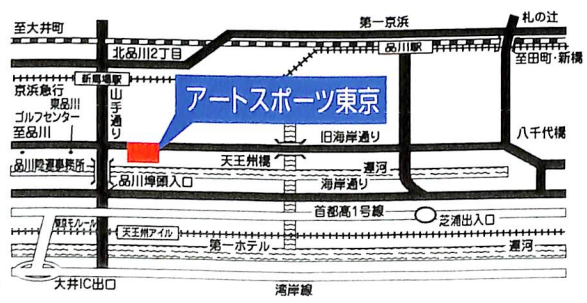 至大井町
北品川2丁目
第一京浜
札の辻
品川駅
至田町・新橋
新馬場駅
京浜急行
東品川
ゴルフセンター
至品川
山手通り
アートスポーツ東京
旧海岸通り
八千代橋
品川陸運事務所
天王州橋
運河
品川埠頭入口
海岸通り
首都高1号線
芝浦出入口
東京モノレール
天王州アイル
第一ホテル
運河
大井IC出口
湾岸線